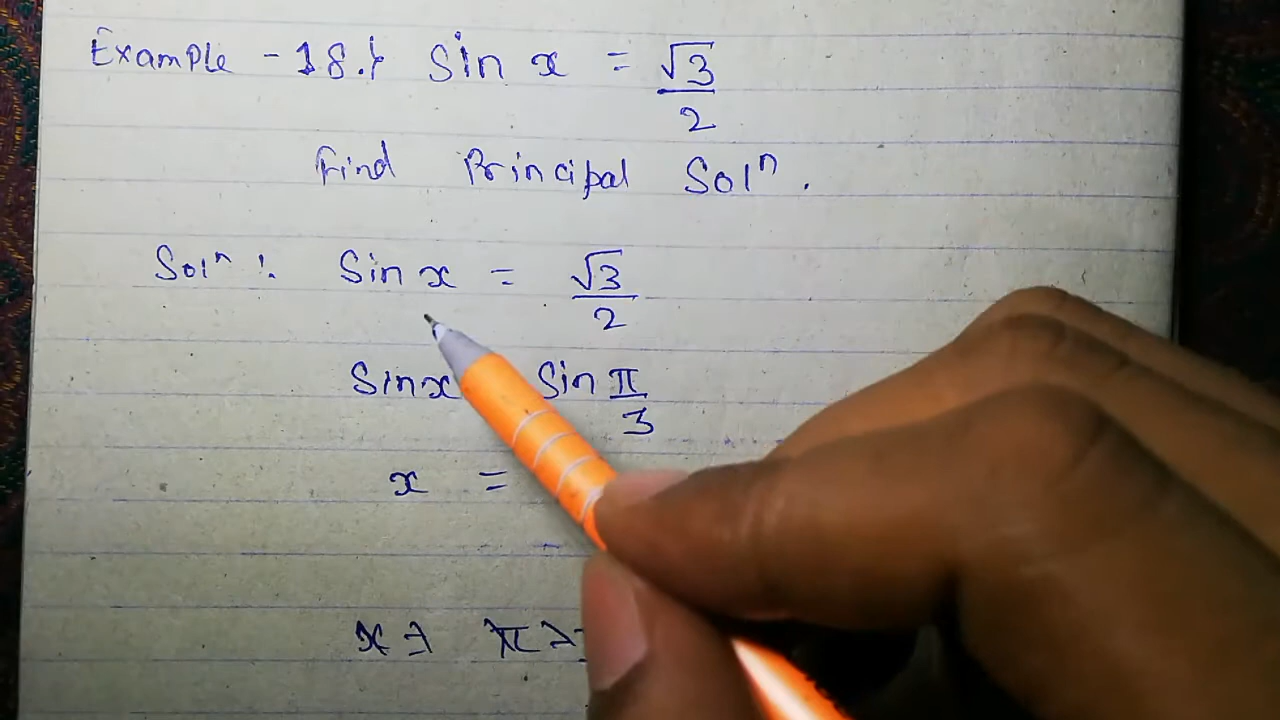 Example - 18. sin x = √3/2
Find Principal Solⁿ.
Solⁿ : Sin x = √3/2
Sin x Sin π/3
x =